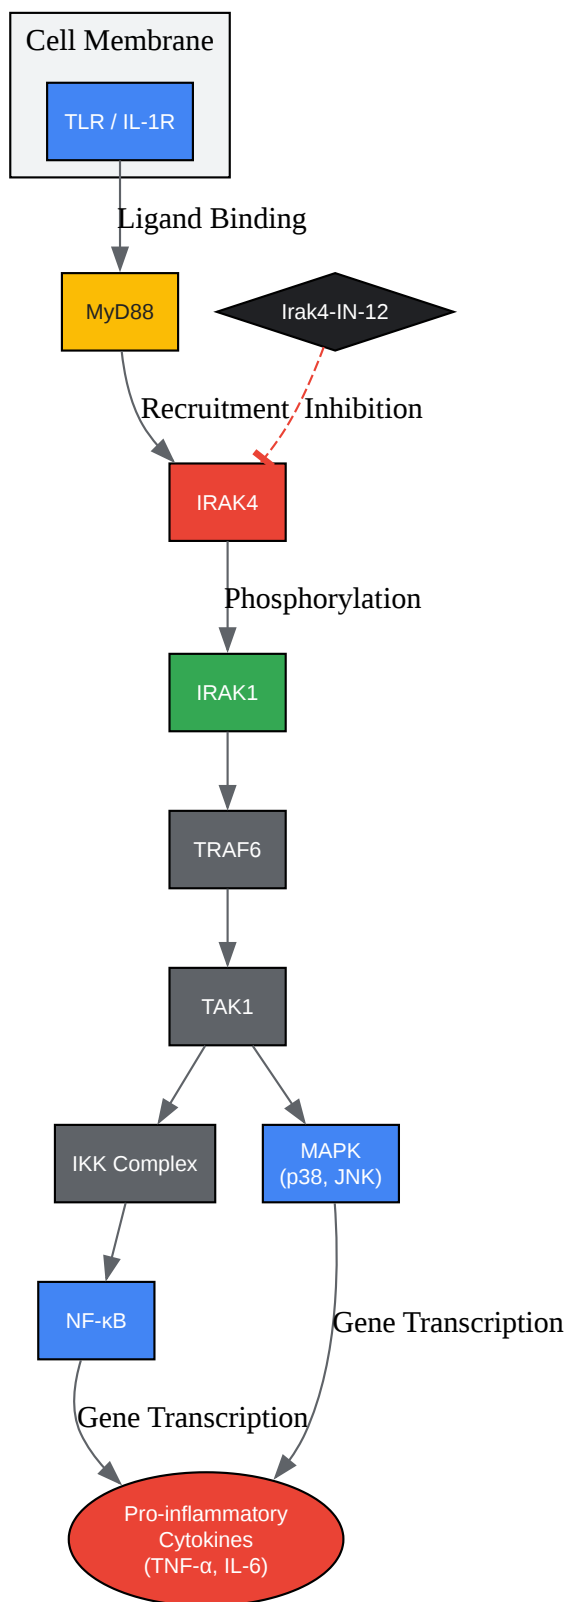 Cell Membrane
TLR / IL-1R
Ligand Binding
MyD88
Irak4-IN-12
Recruitment
Inhibition
IRAK4
Phosphorylation
IRAK1
TRAF6
TAK1
IKK Complex
MAPK
(p38, JNK)
NF-κB
Gene Transcription
Gene Transcription
Pro-inflammatory
Cytokines
(TNF-α, IL-6)